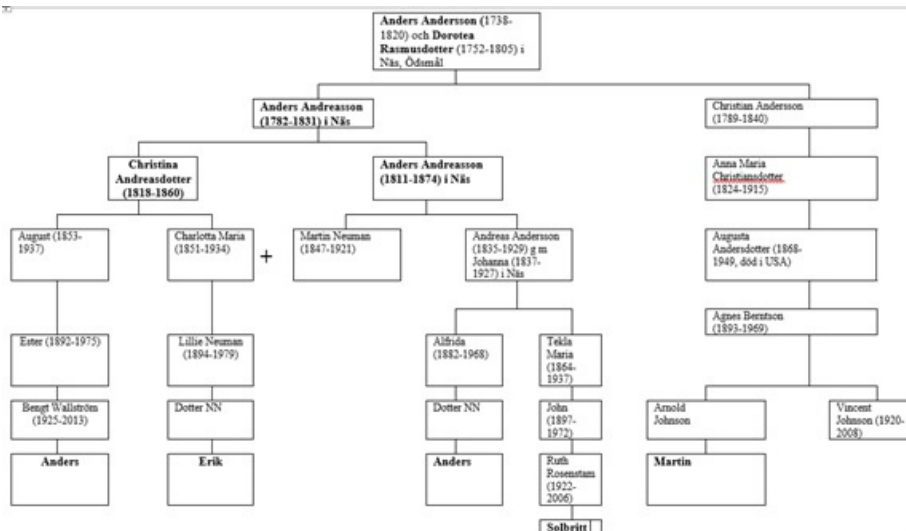 Anders Andersson (1738-
1820) och Dorotea
Rasmusdotter (1752-1805) i
Näs, Ödsmål
Anders Andreasson
(1782-1831) i Näs
Christian Andersson
(1789-1840)
Christina
Andreasdotter
(1818-1860)
Anders Andreasson
(1811-1874) i Näs
Anna Maria
Christiansdotter
(1824-1915)
August (1853-
1937)
Charlotta Maria
(1851-1934)
+
Martin Neuman
(1847-1921)
Andreas Andersson
(1835-1929) g m
Johanna (1837-
1927) i Näs
Augusta
Andersdotter (1868-
1949, död i USA)
Agnes Berntson
(1893-1969)
Ester (1892-1975)
Lillie Neuman
(1894-1979)
Alfrida
(1882-1968)
Tekla
Maria
(1864-
1937)
Bengt Wallström
(1925-2013)
Dotter NN
Dotter NN
John
(1897-
1972)
Arnold
Johnson
Vincent
Johnson (1920-
2008)
Anders
Erik
Anders
Ruth
Rosenstam
(1922-
2006)
Martin
Solbritt